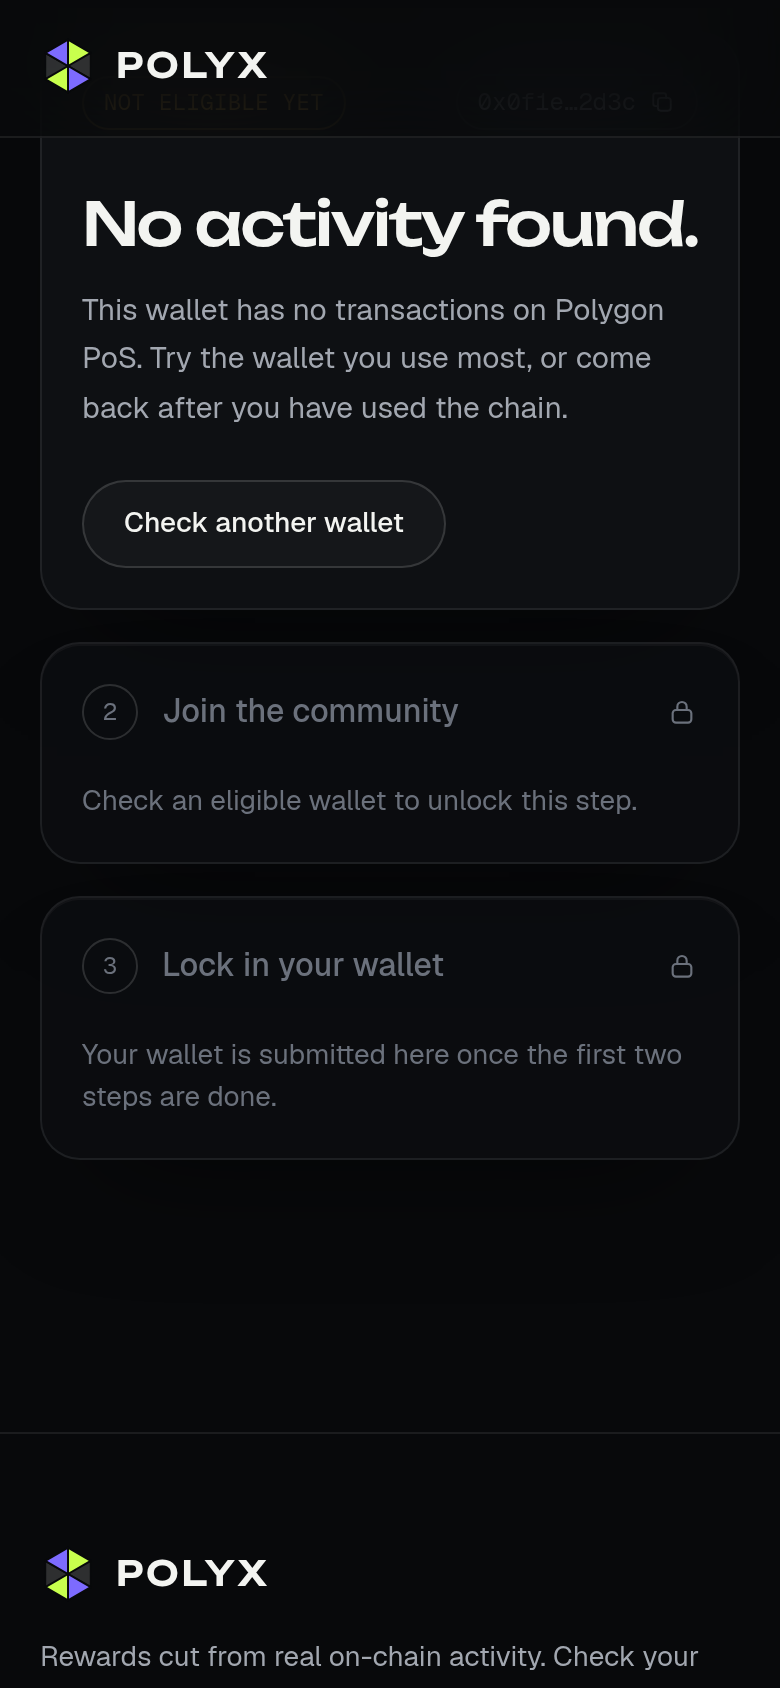 POLYX
NOT ELIGIBLE YET
0x0f1e…2d3c
No activity found.
This wallet has no transactions on Polygon
PoS. Try the wallet you use most, or come
back after you have used the chain.
Check another wallet
2
Join the community
Check an eligible wallet to unlock this step.
3
Lock in your wallet
Your wallet is submitted here once the first two
steps are done.
POLYX
Rewards cut from real on-chain activity. Check your